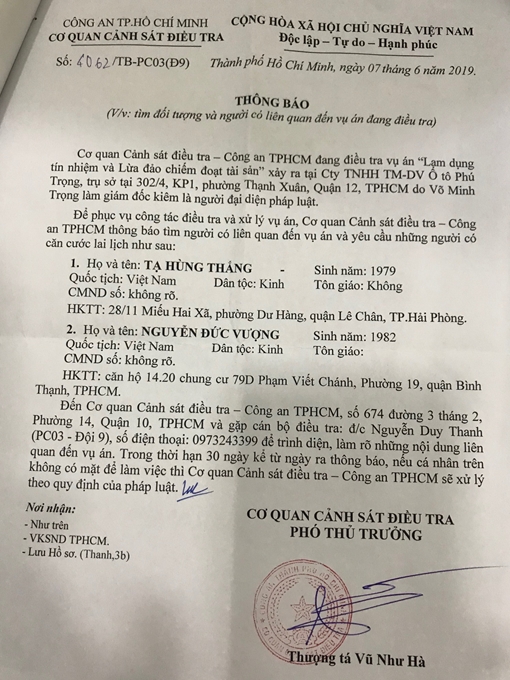 CÔNG AN TP.HỒ CHÍ MINH
CƠ QUAN CẢNH SÁT ĐIỀU TRA
Số: 4062/TB-PC03(Đ9)
CỘNG HÒA XÃ HỘI CHỦ NGHĨA VIỆT NAM
Độc lập – Tự do – Hạnh phúc
Thành phố Hồ Chí Minh, ngày 07 tháng 6 năm 2019.
THÔNG BÁO
(V/v: tìm đối tượng và người có liên quan đến vụ án đang điều tra)
Cơ quan Cảnh sát điều tra – Công an TPHCM đang điều tra vụ án “Lạm dụng
tín nhiệm và Lừa đảo chiếm đoạt tài sản” xảy ra tại Cty TNHH TM-DV Ô tô Phú
Trọng, trụ sở tại 302/4, KP1, phường Thạnh Xuân, Quận 12, TPHCM do Võ Minh
Trọng làm giám đốc kiêm là người đại diện pháp luật.
Để phục vụ công tác điều tra và xử lý vụ án, Cơ quan Cảnh sát điều tra – Công
an TPHCM thông báo tìm người có liên quan đến vụ án và yêu cầu những người có
căn cước lai lịch như sau:
1. Họ và tên: TẠ HÙNG THẮNG - Sinh năm: 1979
Quốc tịch: Việt Nam Dân tộc: Kinh Tôn giáo: Không
CMND số: không rõ.
HKTT: 28/11 Miếu Hai Xã, phường Dư Hàng, quận Lê Chân, TP.Hải Phòng.
2. Họ và tên: NGUYỄN ĐỨC VƯỢNG Sinh năm: 1982
Quốc tịch: Việt Nam Dân tộc: Kinh Tôn giáo:
CMND số: không rõ.
HKTT: căn hộ 14.20 chung cư 79D Phạm Viết Chánh, Phường 19, quận Bình
Thạnh, TPHCM.
Đến Cơ quan Cảnh sát điều tra – Công an TPHCM, số 674 đường 3 tháng 2,
Phường 14, Quận 10, TPHCM và gặp cán bộ điều tra: đ/c Nguyễn Duy Thanh
(PC03 - Đội 9), số điện thoại: 0973243399 để trình diện, làm rõ những nội dung liên
quan đến vụ án. Trong thời hạn 30 ngày kể từ ngày ra thông báo, nếu cá nhân trên
không có mặt để làm việc thì Cơ quan Cảnh sát điều tra – Công an TPHCM sẽ xử lý
theo quy định của pháp luật.
Nơi nhận:
- Như trên
- VKSND TPHCM.
- Lưu Hồ sơ. (Thanh,3b)
CƠ QUAN CẢNH SÁT ĐIỀU TRA
PHÓ THỦ TRƯỞNG
Thượng tá Vũ Như Hà